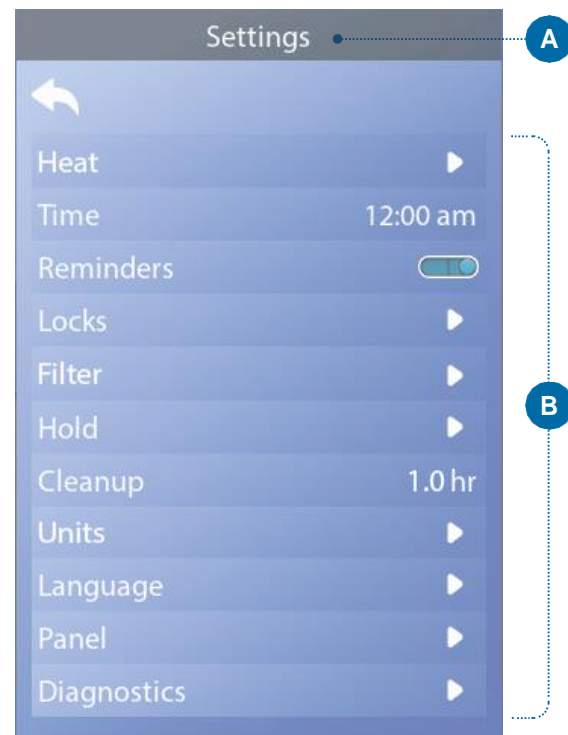 Settings
A
Heat
Time 12:00 am
Reminders
Locks
Filter
Hold
B
Cleanup 1.0 hr
Units
Language
Panel
Diagnostics